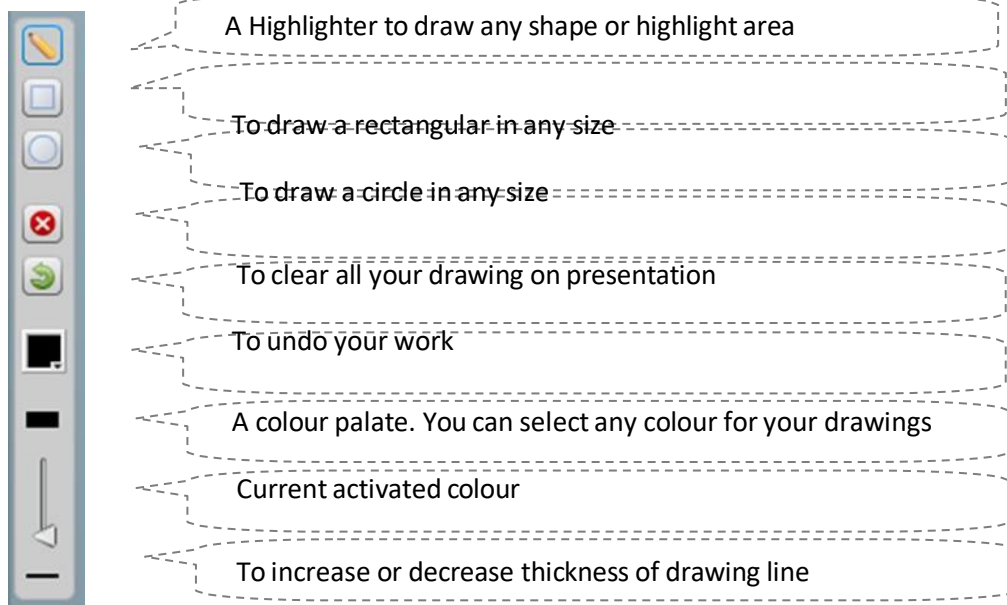 A Highlighter to draw any shape or highlight area
To draw a rectangular in any size
To draw a circle in any size
To clear all your drawing on presentation
To undo your work
A colour palate. You can select any colour for your drawings
Current activated colour
To increase or decrease thickness of drawing line